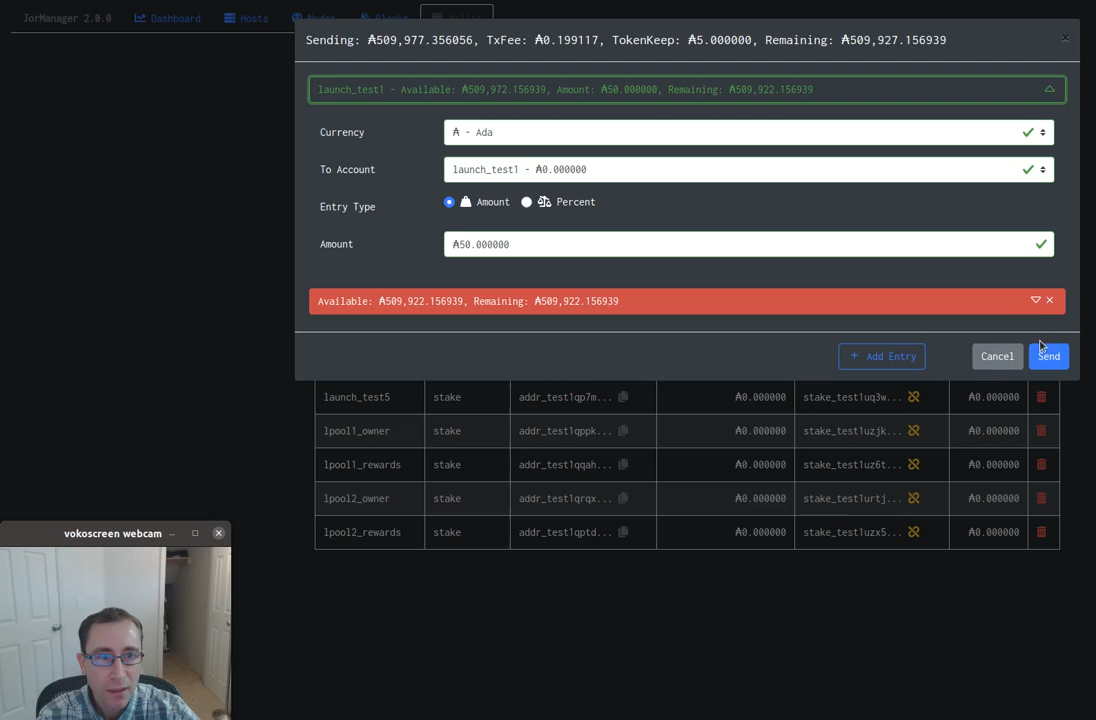 JorManager 2.0.0 Dashboard Hosts Nodes Blocks Wallet
Sending: ₳509,977.356056, TxFee: ₳0.199117, TokenKeep: ₳5.000000, Remaining: ₳509,927.156939
launch_test1 - Available: ₳509,972.156939, Amount: ₳50.000000, Remaining: ₳509,922.156939
Currency ₳ - Ada
To Account launch_test1 - ₳0.000000
Entry Type Amount Percent
Amount ₳50.000000
Available: ₳509,922.156939, Remaining: ₳509,922.156939
+ Add Entry Cancel Send
launch_test5 stake addr_test1qp7m... ₳0.000000 stake_test1uq3w... ₳0.000000
lpool1_owner stake addr_test1qppk... ₳0.000000 stake_test1uzjk... ₳0.000000
lpool1_rewards stake addr_test1qqah... ₳0.000000 stake_test1uz6t... ₳0.000000
lpool2_owner stake addr_test1qrqx... ₳0.000000 stake_test1urtj... ₳0.000000
lpool2_rewards stake addr_test1qptd... ₳0.000000 stake_test1uzx5... ₳0.000000
vokoscreen webcam